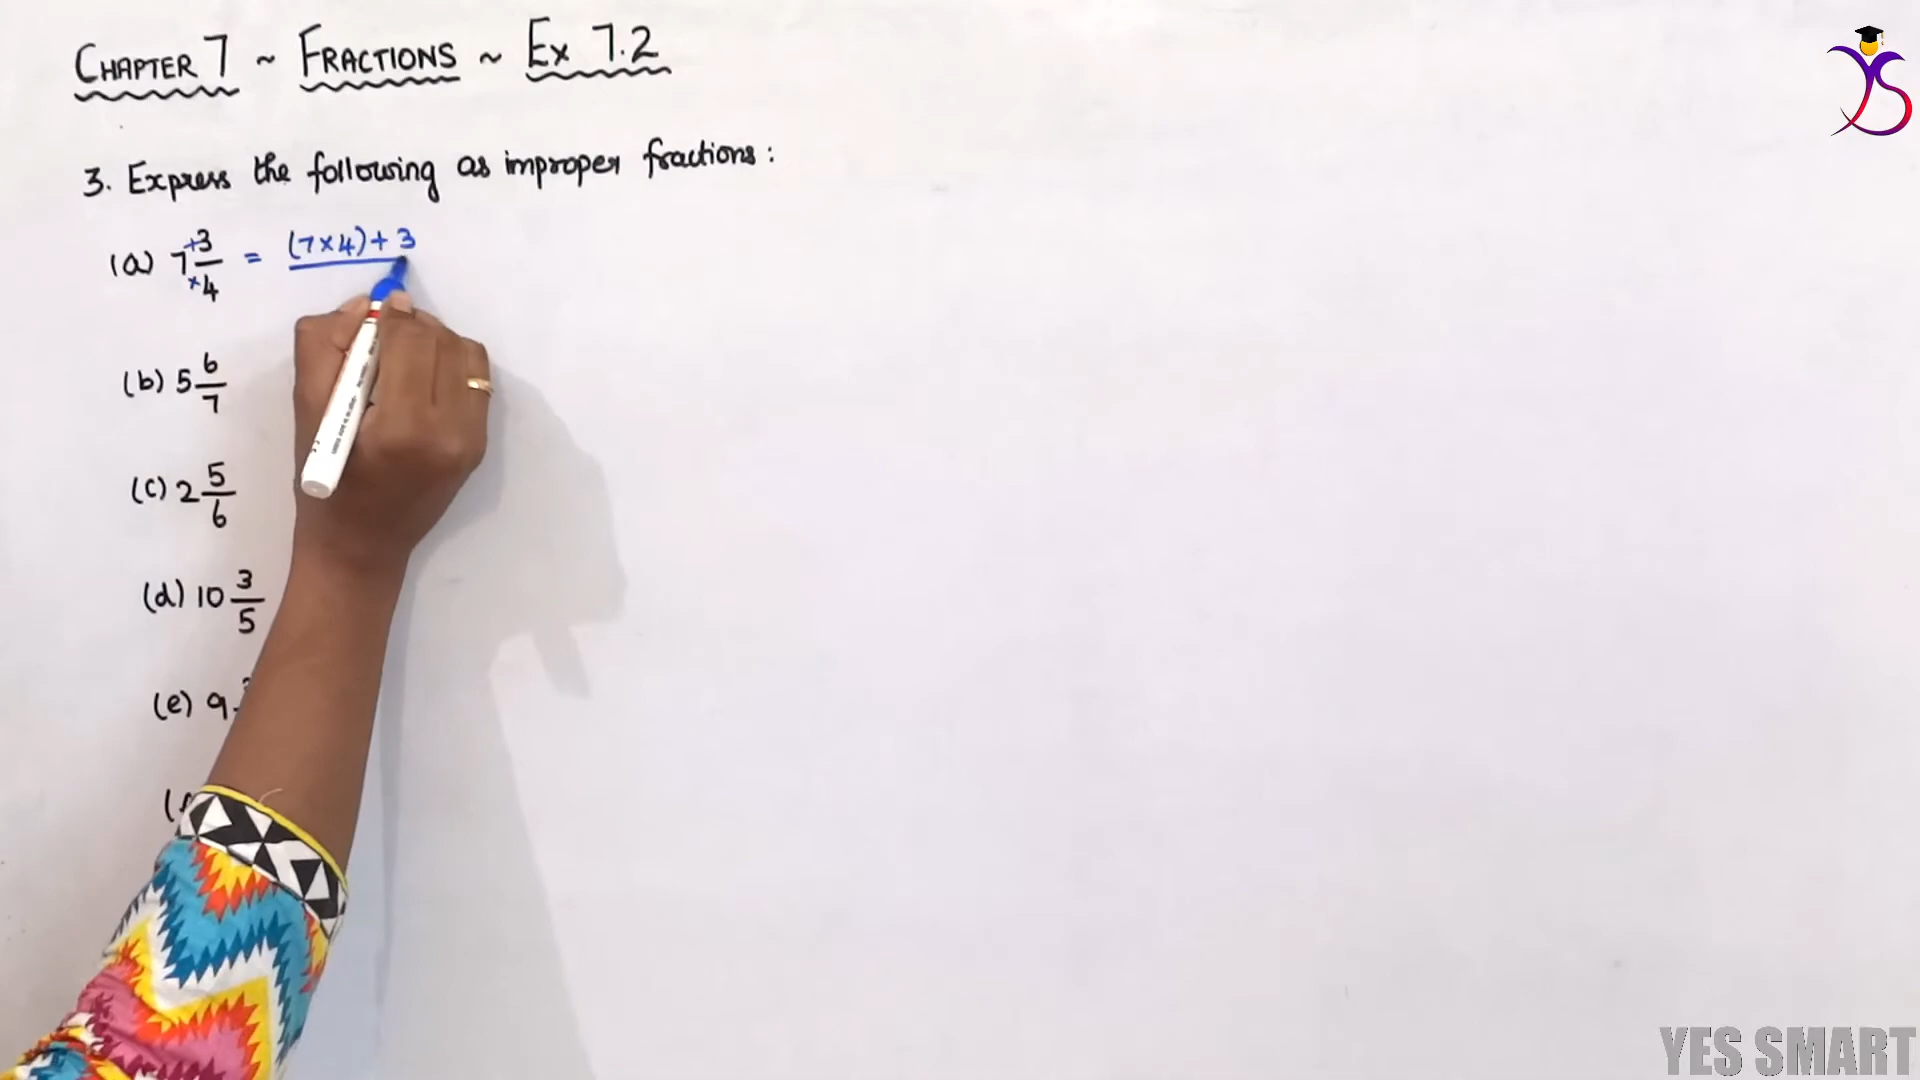 CHAPTER 7 ~ FRACTIONS ~ EX 7.2
3. Express the following as improper fractions:
(a) 7 + 3/× 4 = (7×4) + 3
(b) 5 6/7
(c) 2 5/6
(d) 10 3/5
(e) 9
YES SMART